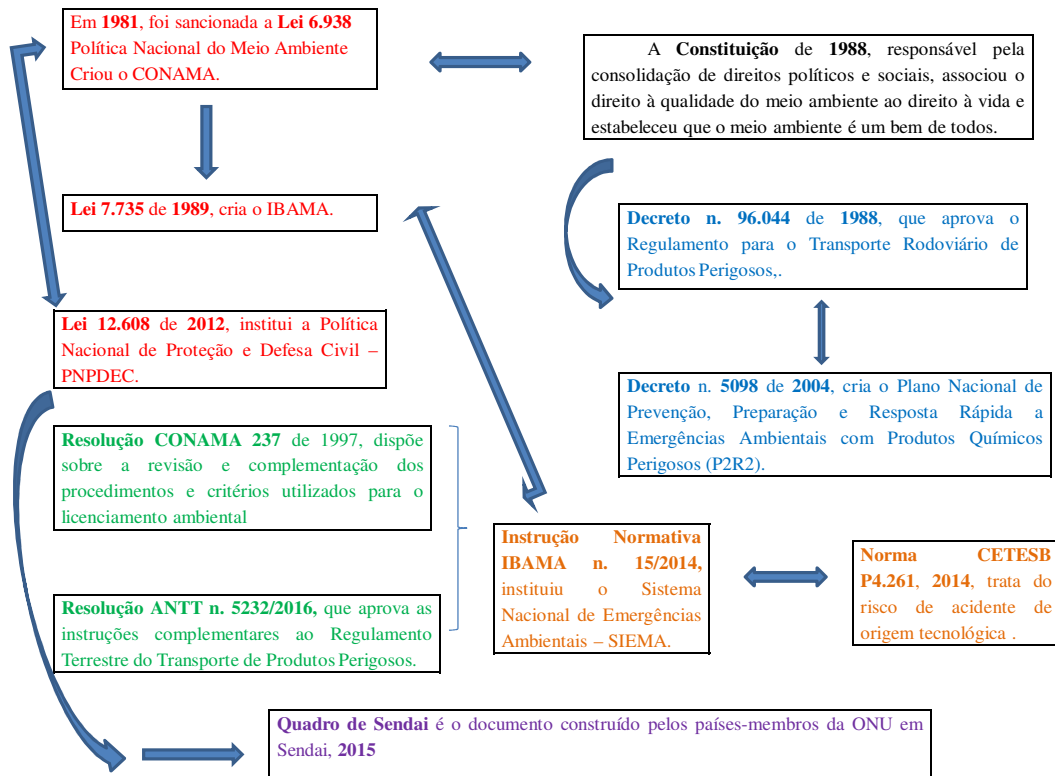 Em 1981, foi sancionada a Lei 6.938
Política Nacional do Meio Ambiente
Criou o CONAMA.
A Constituição de 1988, responsável pela
consolidação de direitos políticos e sociais, associou o
direito à qualidade do meio ambiente ao direito à vida e
estabeleceu que o meio ambiente é um bem de todos.
Lei 7.735 de 1989, cria o IBAMA.
Decreto n. 96.044 de 1988, que aprova o
Regulamento para o Transporte Rodoviário de
Produtos Perigosos,.
Lei 12.608 de 2012, institui a Política
Nacional de Proteção e Defesa Civil –
PNPDEC.
Decreto n. 5098 de 2004, cria o Plano Nacional de
Prevenção, Preparação e Resposta Rápida a
Emergências Ambientais com Produtos Químicos
Perigosos (P2R2).
Resolução CONAMA 237 de 1997, dispõe
sobre a revisão e complementação dos
procedimentos e critérios utilizados para o
licenciamento ambiental
Instrução Normativa
IBAMA n. 15/2014,
instituiu o Sistema
Nacional de Emergências
Ambientais – SIEMA.
Norma CETESB
P4.261, 2014, trata do
risco de acidente de
origem tecnológica .
Resolução ANTT n. 5232/2016, que aprova as
instruções complementares ao Regulamento
Terrestre do Transporte de Produtos Perigosos.
Quadro de Sendai é o documento construído pelos países-membros da ONU em
Sendai, 2015